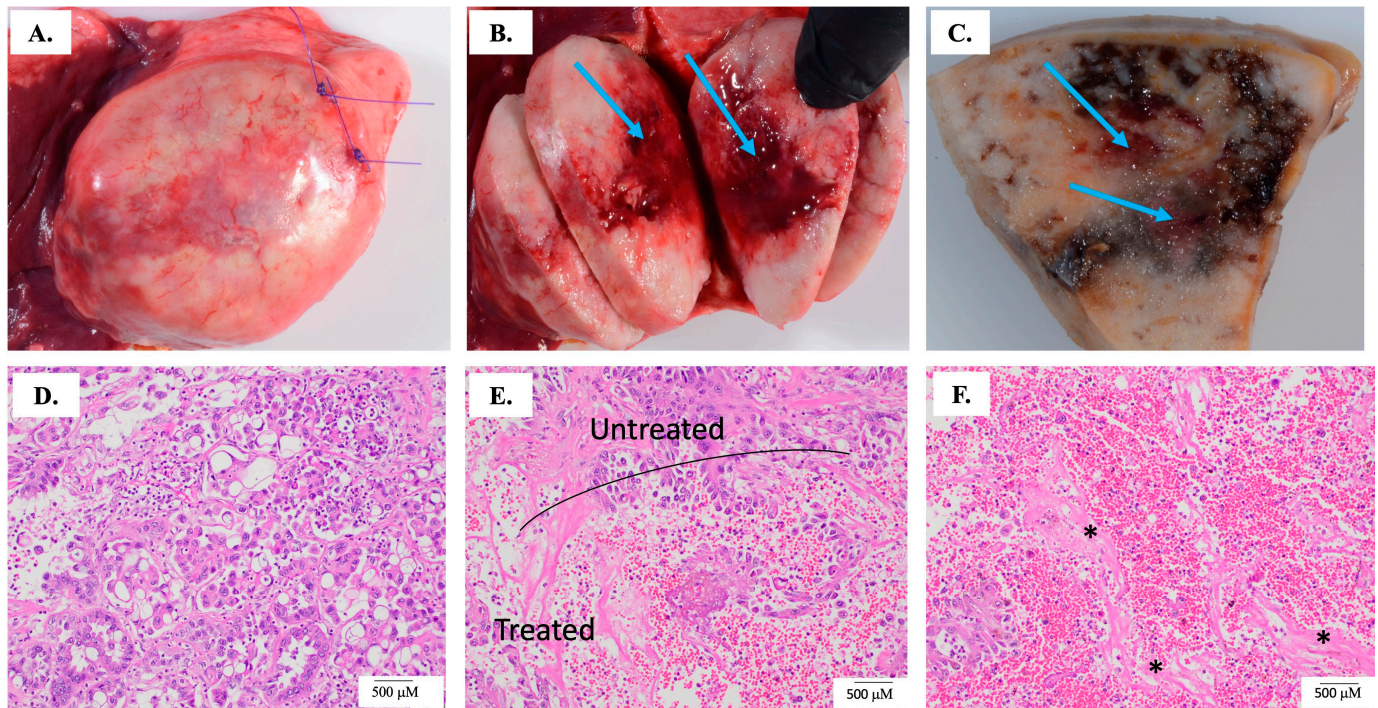 A.
B.
C.
D.
E.
F.
Untreated
Treated
500 µM
500 µM
500 µM
*
*
*